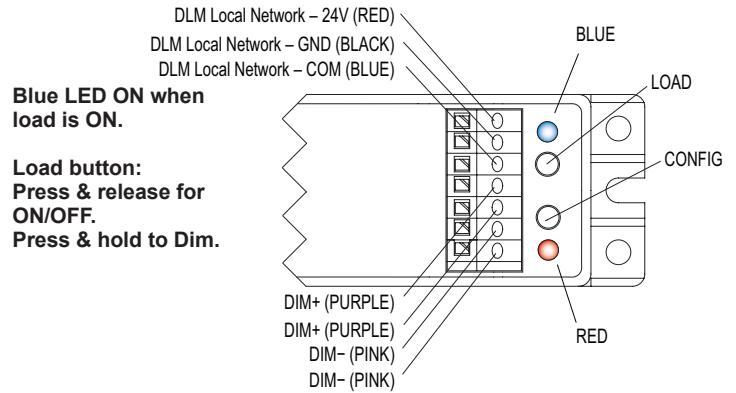 DLM Local Network – 24V (RED)
DLM Local Network – GND (BLACK)
DLM Local Network – COM (BLUE)
BLUE
LOAD
CONFIG
Blue LED ON when
load is ON.
Load button:
Press & release for
ON/OFF.
Press & hold to Dim.
DIM+ (PURPLE)
DIM+ (PURPLE)
DIM− (PINK)
DIM− (PINK)
RED